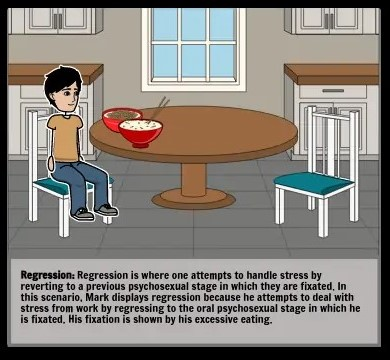 Regression: Regression is where one attempts to handle stress by
reverting to a previous psychosexual stage in which they are fixated. In
this scenario, Mark displays regression because he attempts to deal with
stress from work by regressing to the oral psychosexual stage in which he
is fixated. His fixation is shown by his excessive eating.